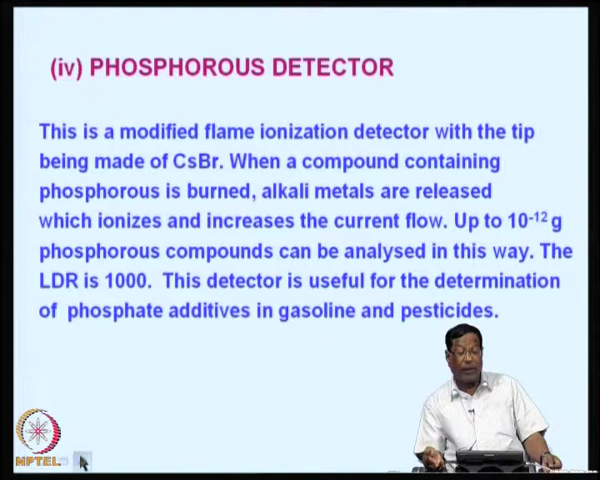 (iv) PHOSPHOROUS DETECTOR
This is a modified flame ionization detector with the tip
being made of CsBr. When a compound containing
phosphorous is burned, alkali metals are released
which ionizes and increases the current flow. Up to 10⁻¹² g
phosphorous compounds can be analysed in this way. The
LDR is 1000. This detector is useful for the determination
of phosphate additives in gasoline and pesticides.
NPTEL